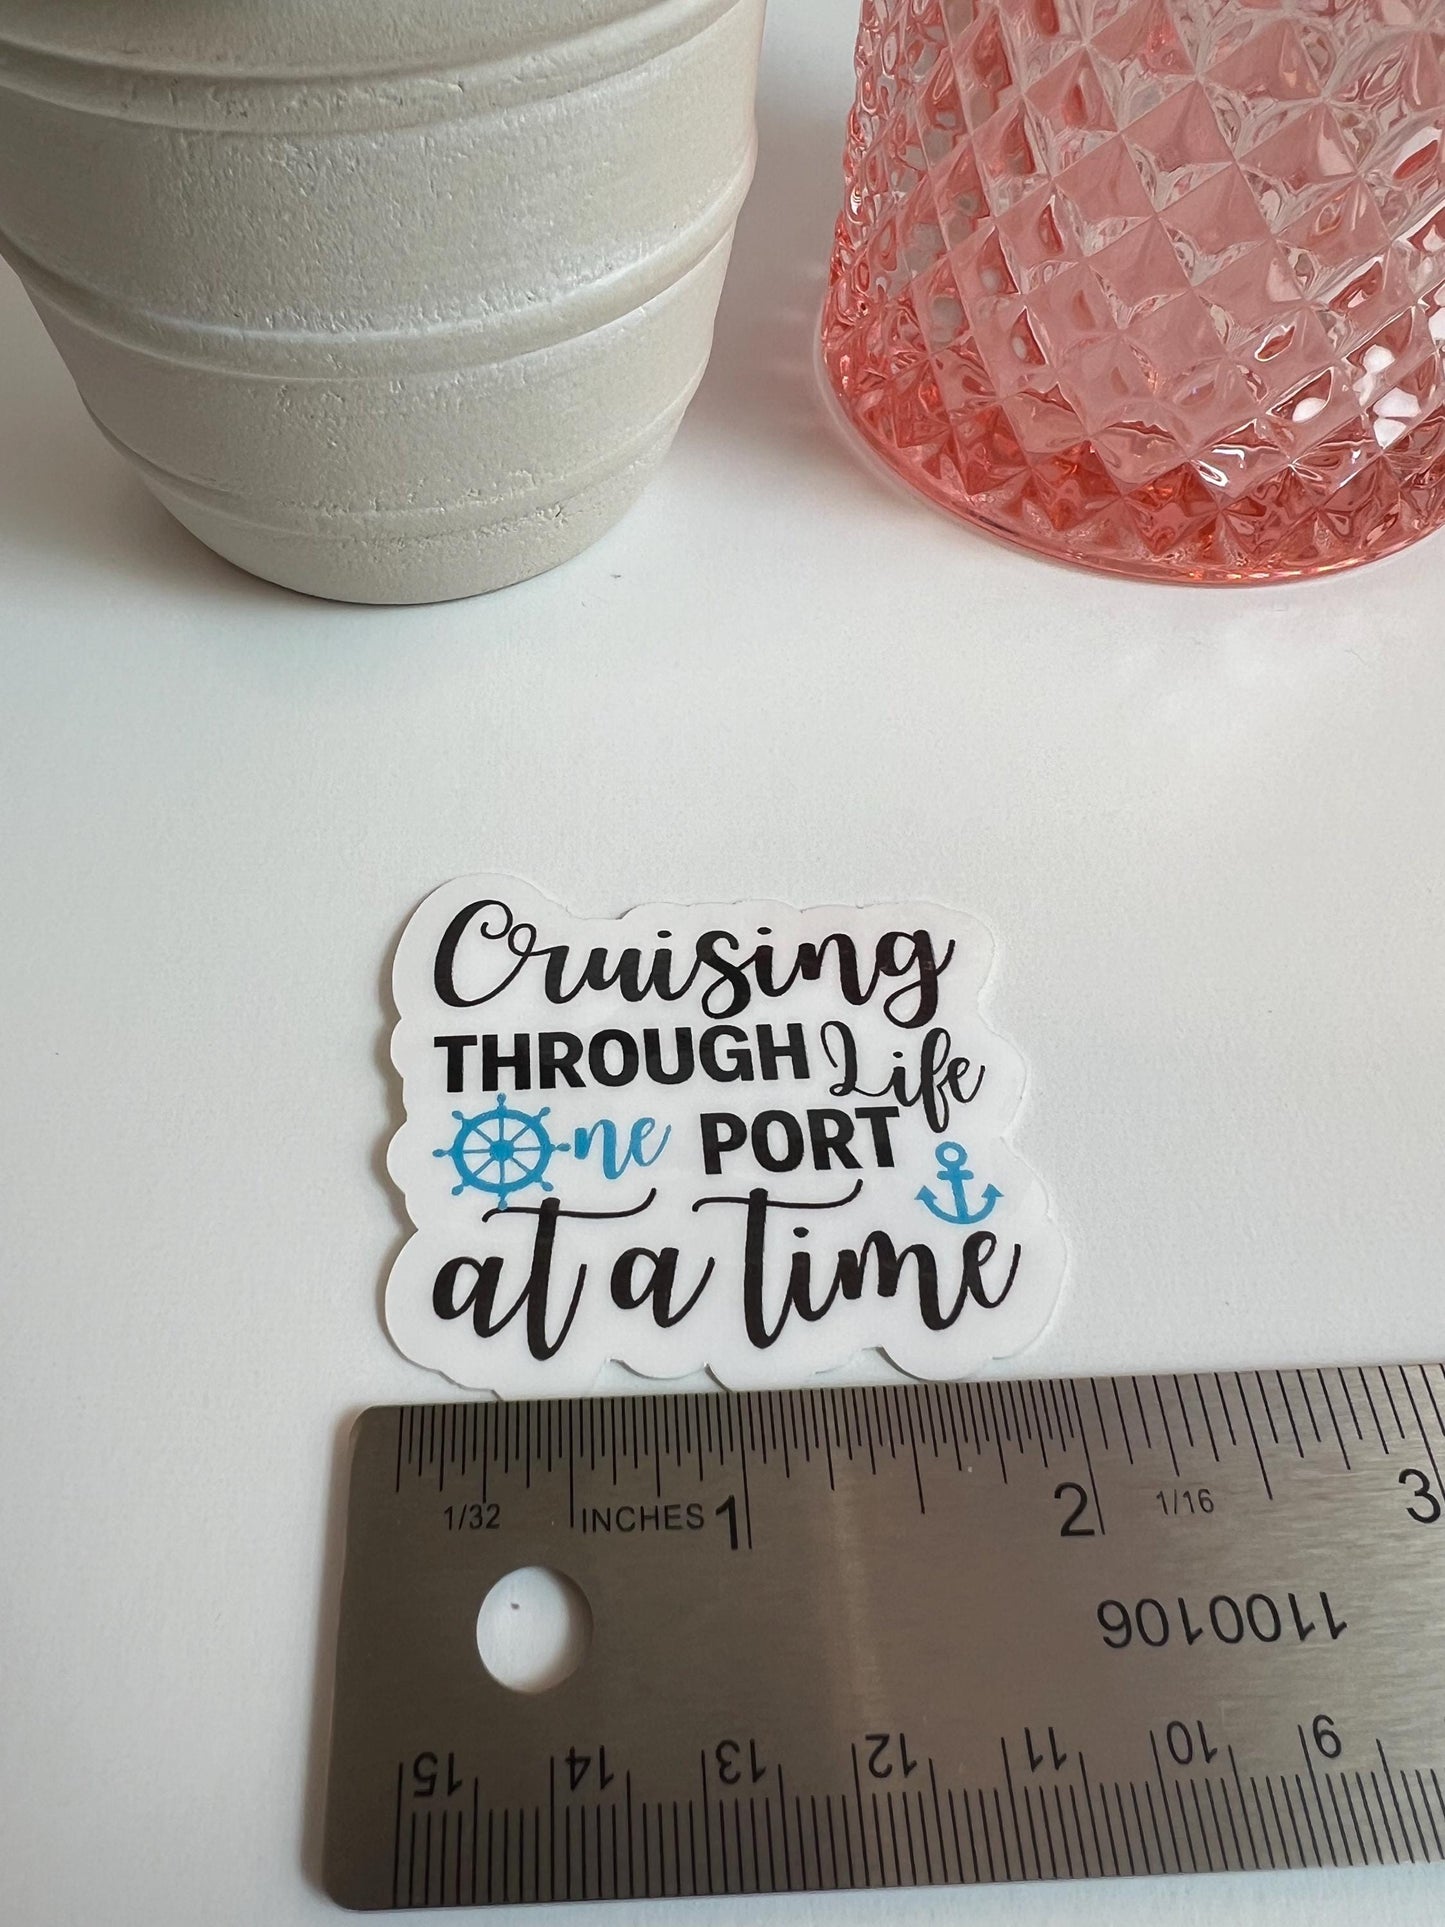 Cruising
THROUGH Life
One PORT
at a time
1/32 INCHES 1 2 1/16 3
1100106
15 14 13 12 11 10 9